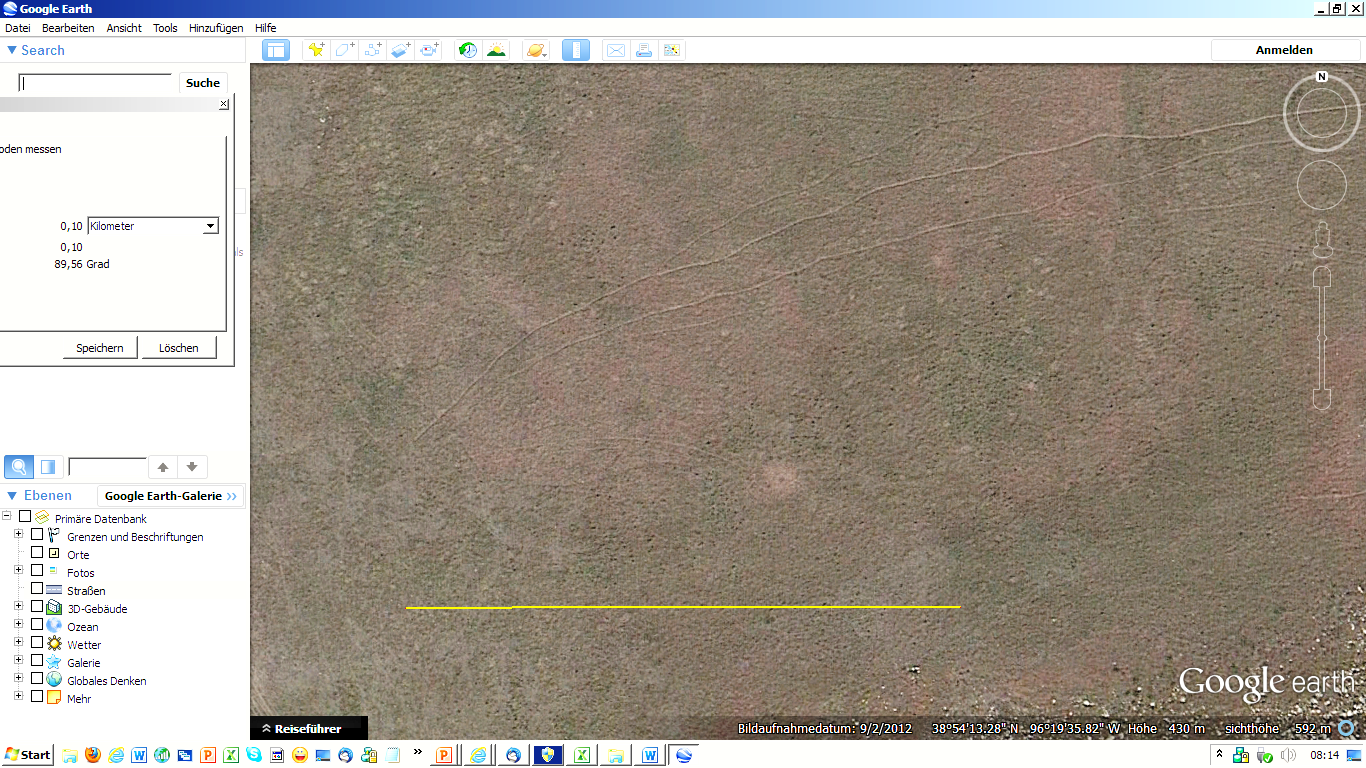 Google Earth
Datei Bearbeiten Ansicht Tools Hinzufügen Hilfe
Search
Anmelden
Suche
oden messen
0,10 Kilometer
0,10
89,56 Grad
Speichern Löschen
Ebenen
Google Earth-Galerie >>
Primäre Datenbank
Grenzen und Beschriftungen
Orte
Fotos
Straßen
3D-Gebäude
Ozean
Wetter
Galerie
Globales Denken
Mehr
N
Google earth
Reiseführer
Bildaufnahmedatum: 9/2/2012 38°54'13.28" N 96°19'35.82" W Höhe 430 m sichthöhe 592 m
Start
08:14